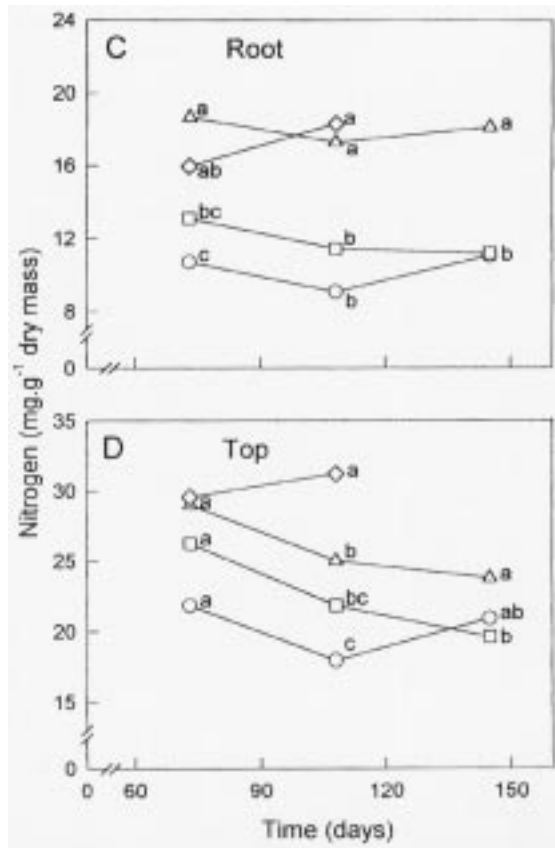 24
C Root
20
a
a
a
a
16
ab
bc
12
b
c
b
b
8
0
Nitrogen (mg.g-1 dry mass)
35
D Top
a
30
a
a
b
25
a
a
bc
ab
20
b
c
15
0
0 60 90 120 150
Time (days)